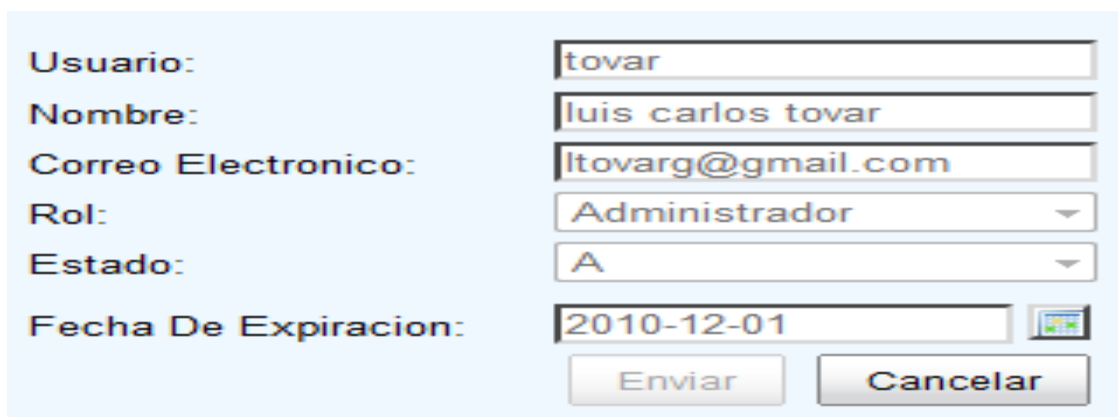 Usuario: tovar
Nombre: luis carlos tovar
Correo Electronico: ltovarg@gmail.com
Rol: Administrador
Estado: A
Fecha De Expiracion: 2010-12-01
Enviar Cancelar